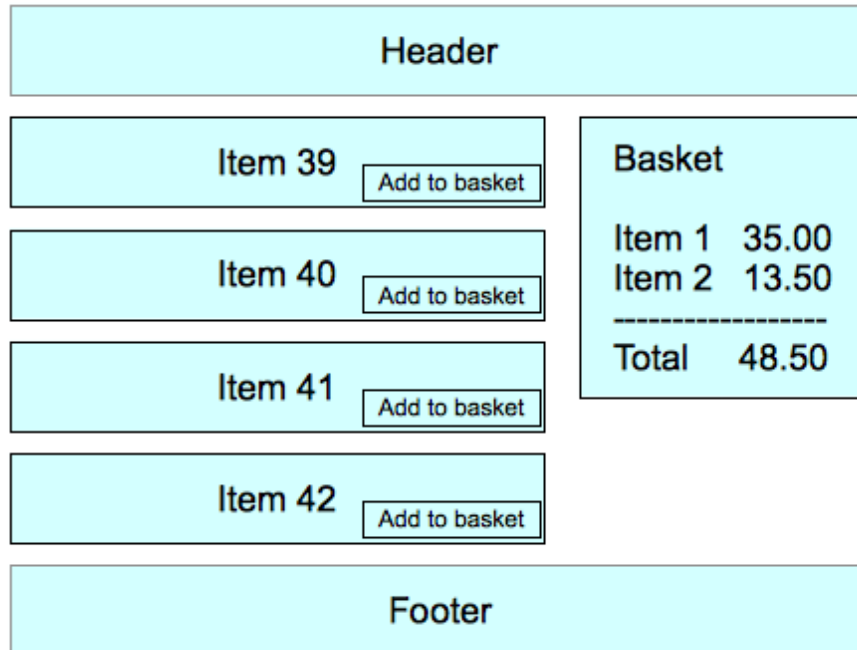 Header
Item 39
Add to basket
Item 40
Add to basket
Item 41
Add to basket
Item 42
Add to basket
Basket
Item 1 35.00
Item 2 13.50
------------------
Total 48.50
Footer